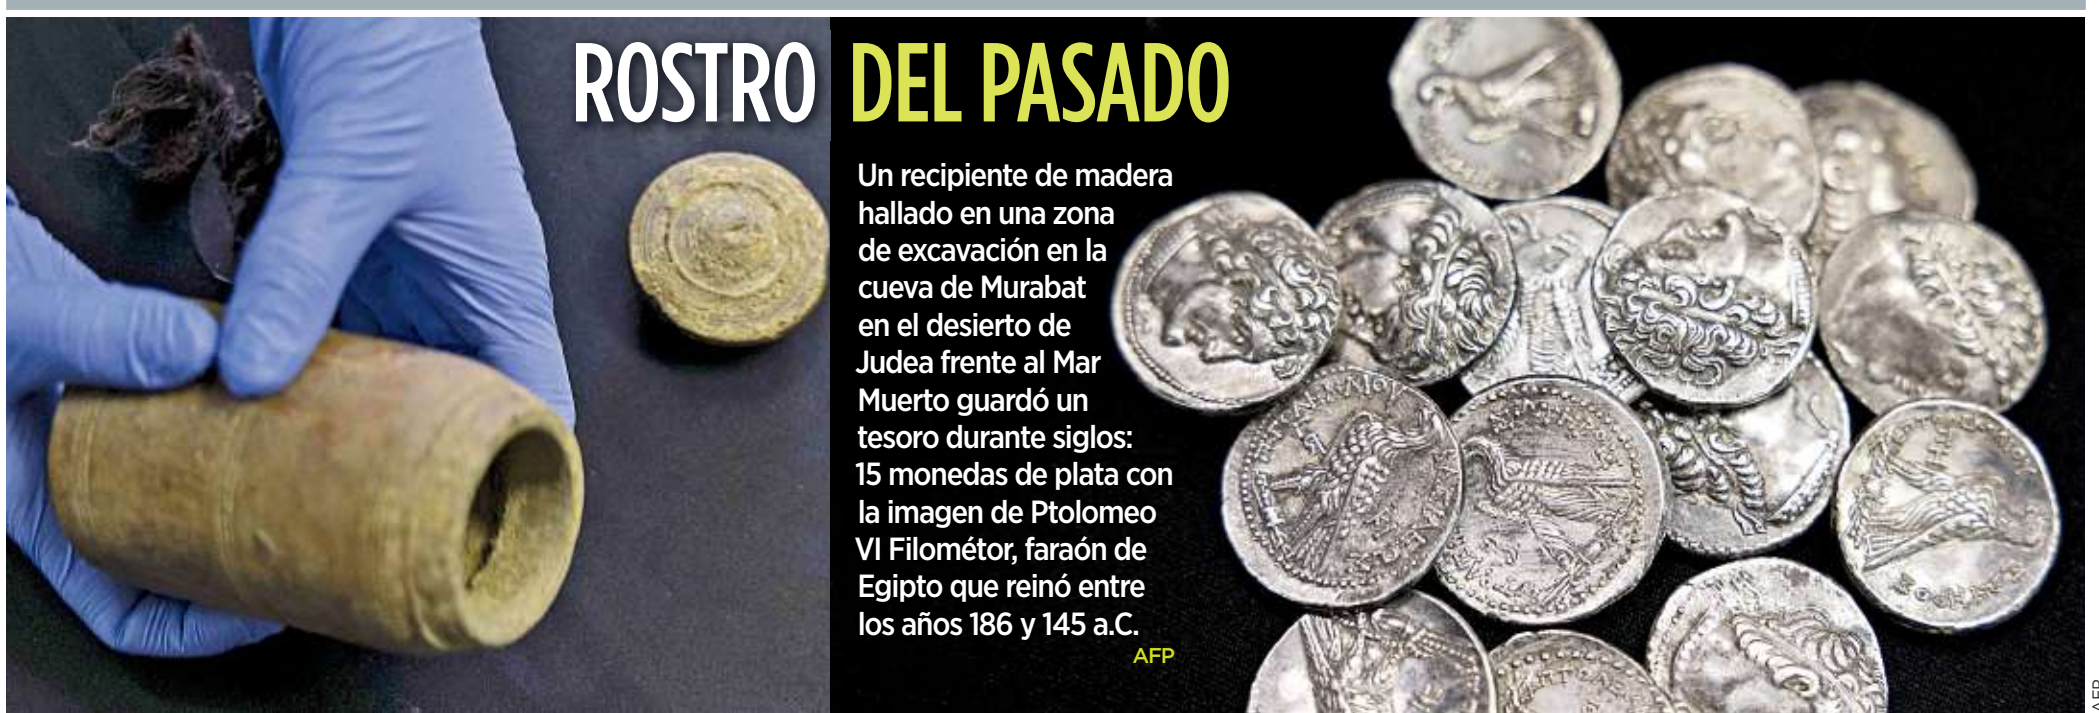 ROSTRO DEL PASADO
Un recipiente de madera
hallado en una zona
de excavación en la
cueva de Murabat
en el desierto de
Judea frente al Mar
Muerto guardó un
tesoro durante siglos:
15 monedas de plata con
la imagen de Ptolomeo
VI Filométor, faraón de
Egipto que reinó entre
los años 186 y 145 a.C.
AFP
AFP